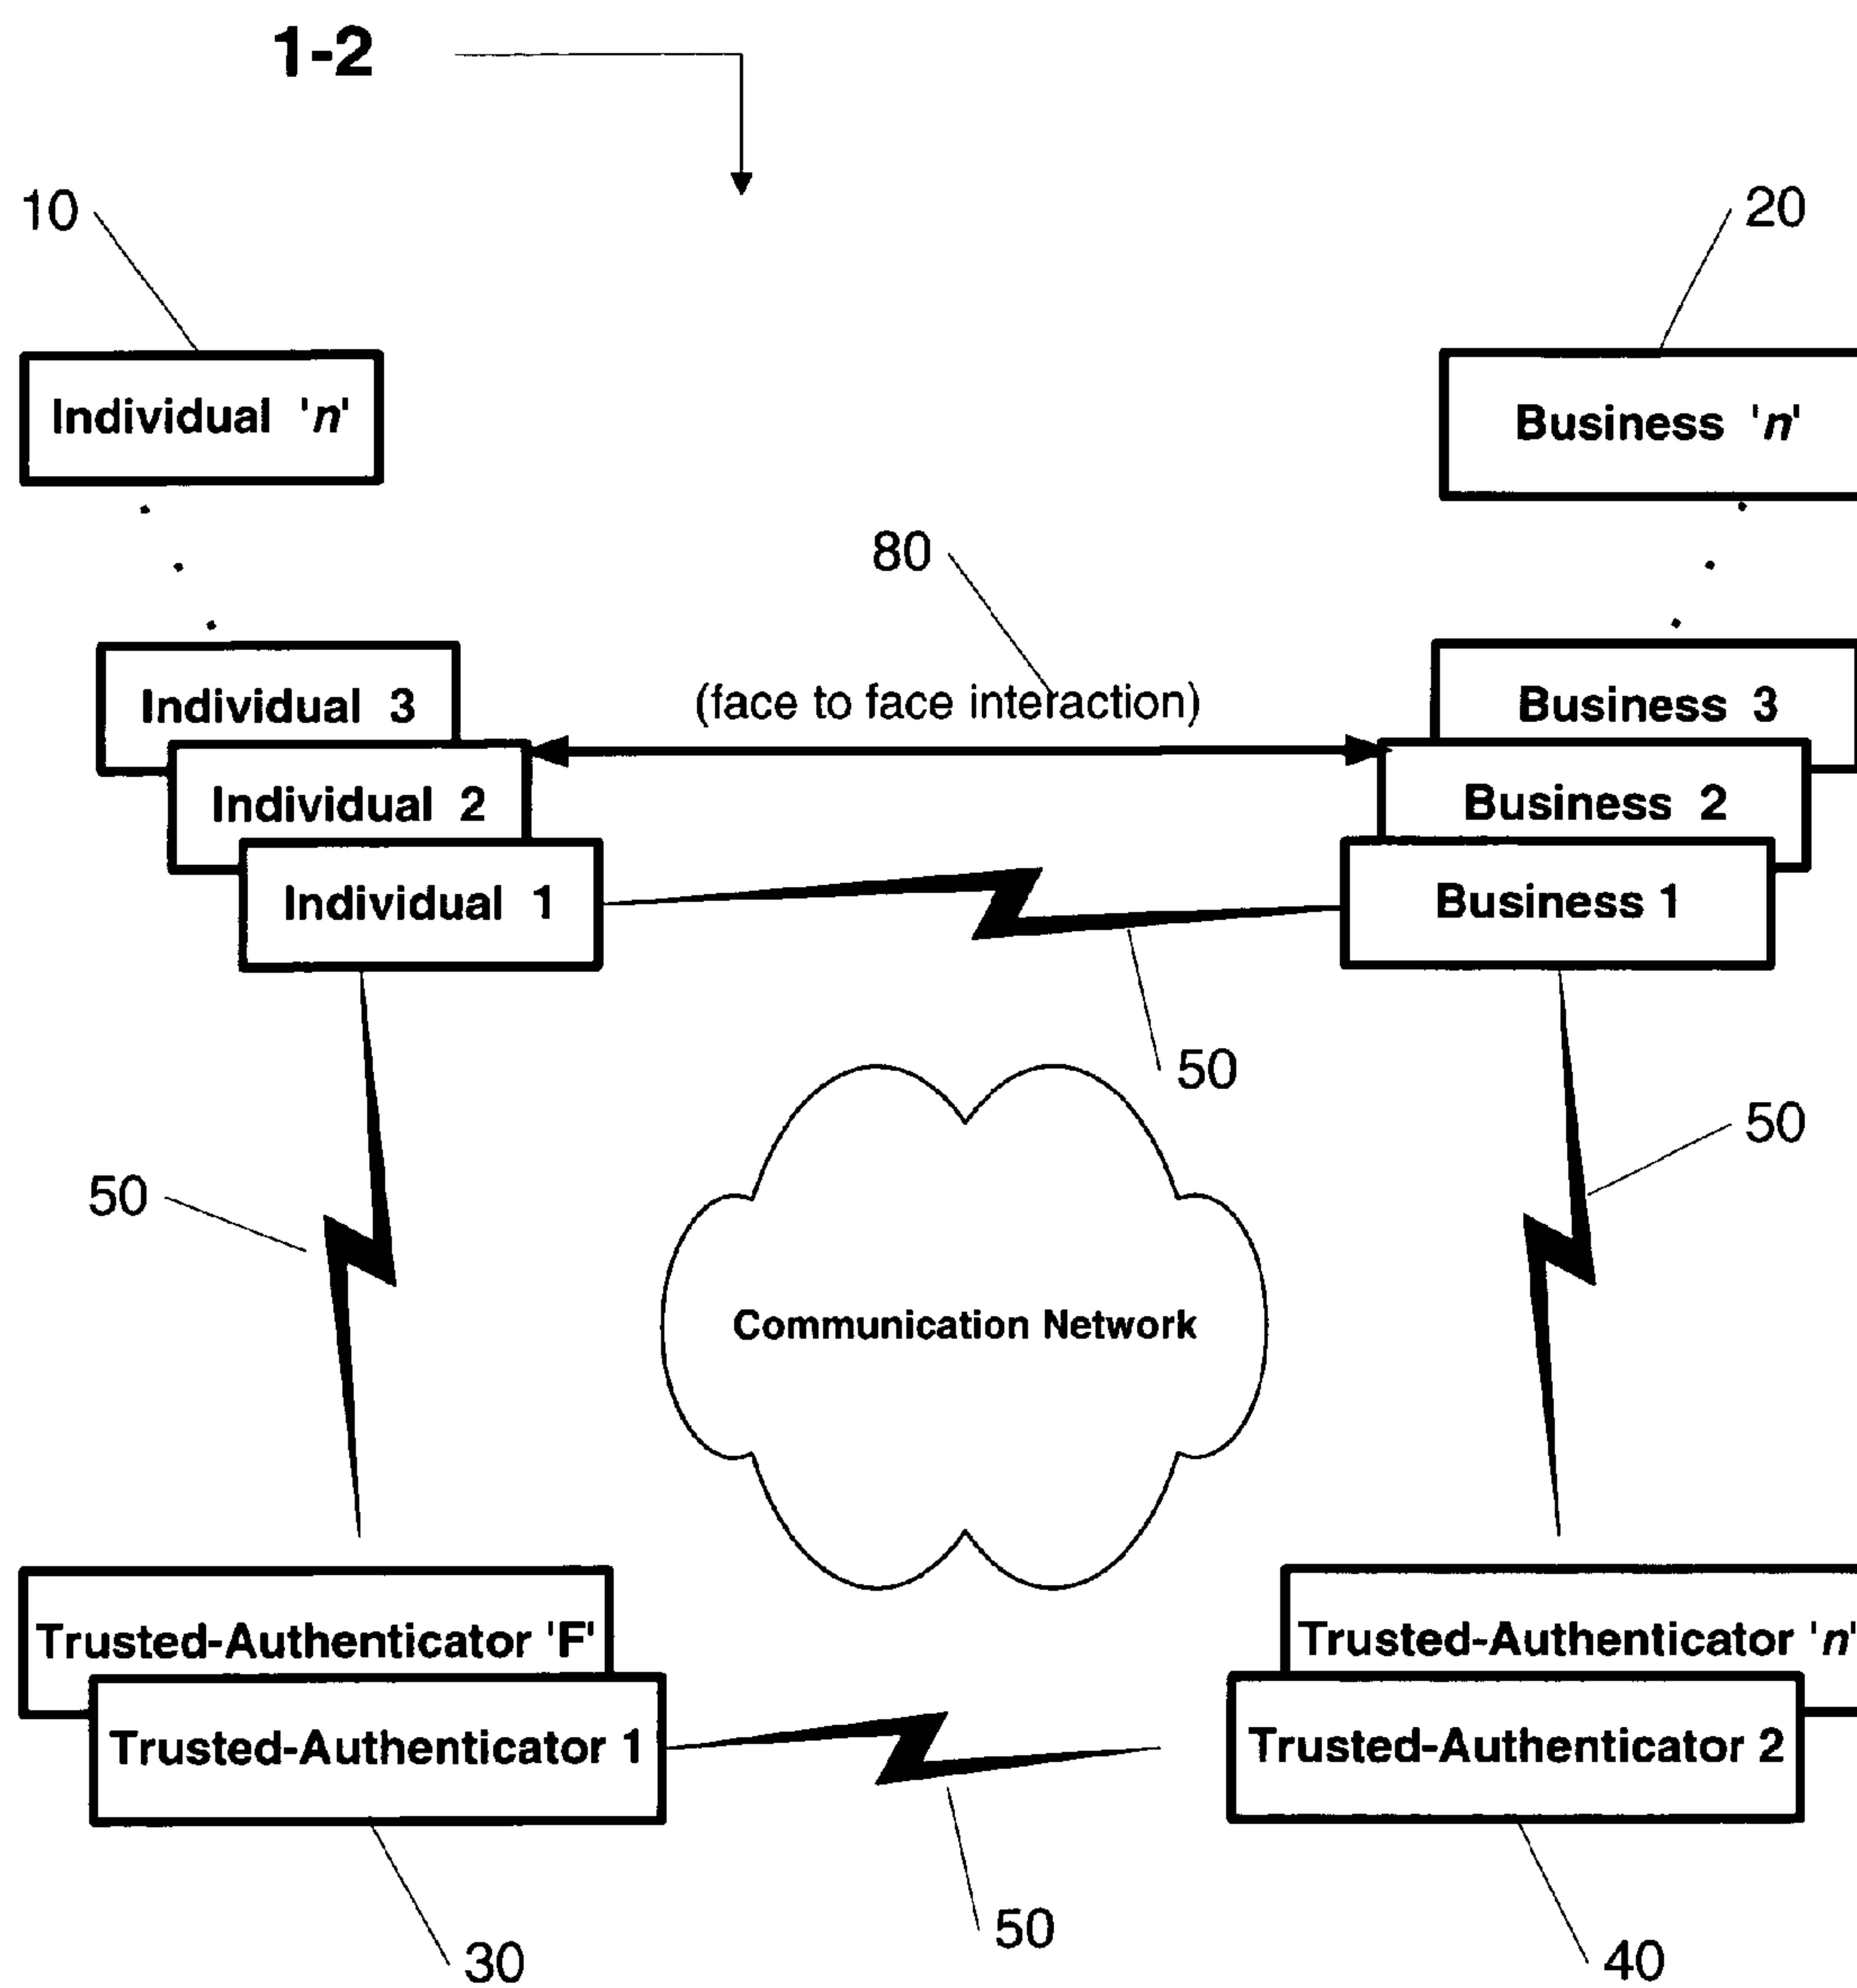 1-2
10
20
Individual 'n'
Business 'n'
80
Individual 3
(face to face interaction)
Business 3
Individual 2
Business 2
Individual 1
Business 1
50
50
50
Communication Network
Trusted-Authenticator 'F'
Trusted-Authenticator 'n'
Trusted-Authenticator 1
Trusted-Authenticator 2
50
30
40